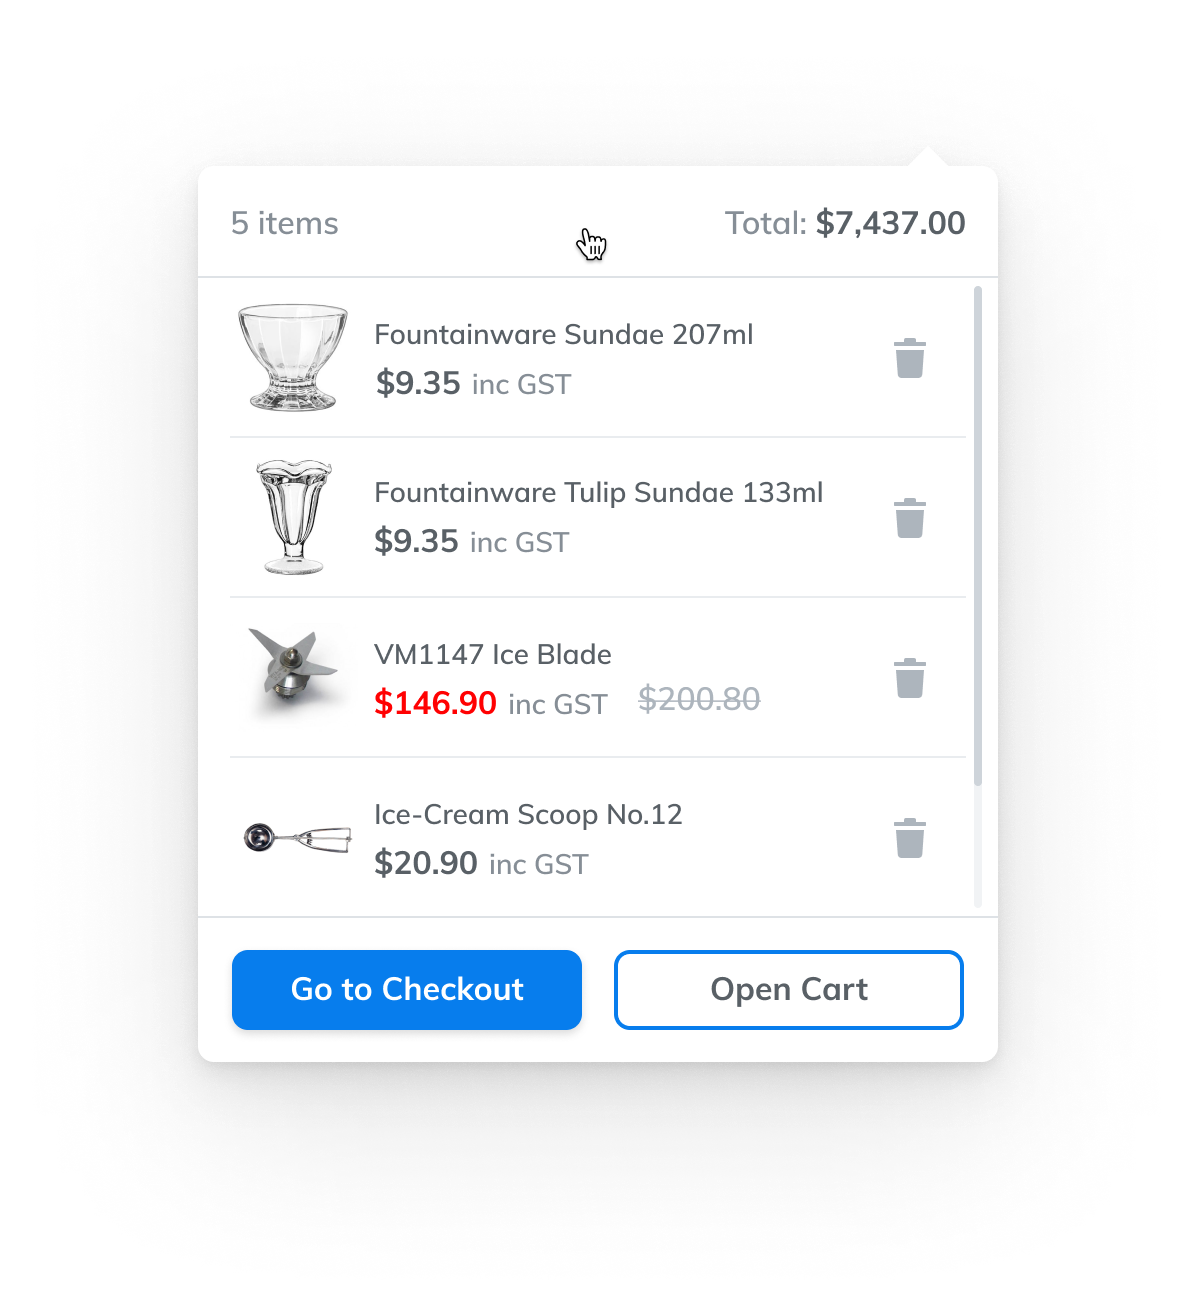 5 items
Total: $7,437.00
Fountainware Sundae 207ml
$9.35 inc GST
Fountainware Tulip Sundae 133ml
$9.35 inc GST
VM1147 Ice Blade
$146.90 inc GST $200.80
Ice-Cream Scoop No.12
$20.90 inc GST
Go to Checkout
Open Cart